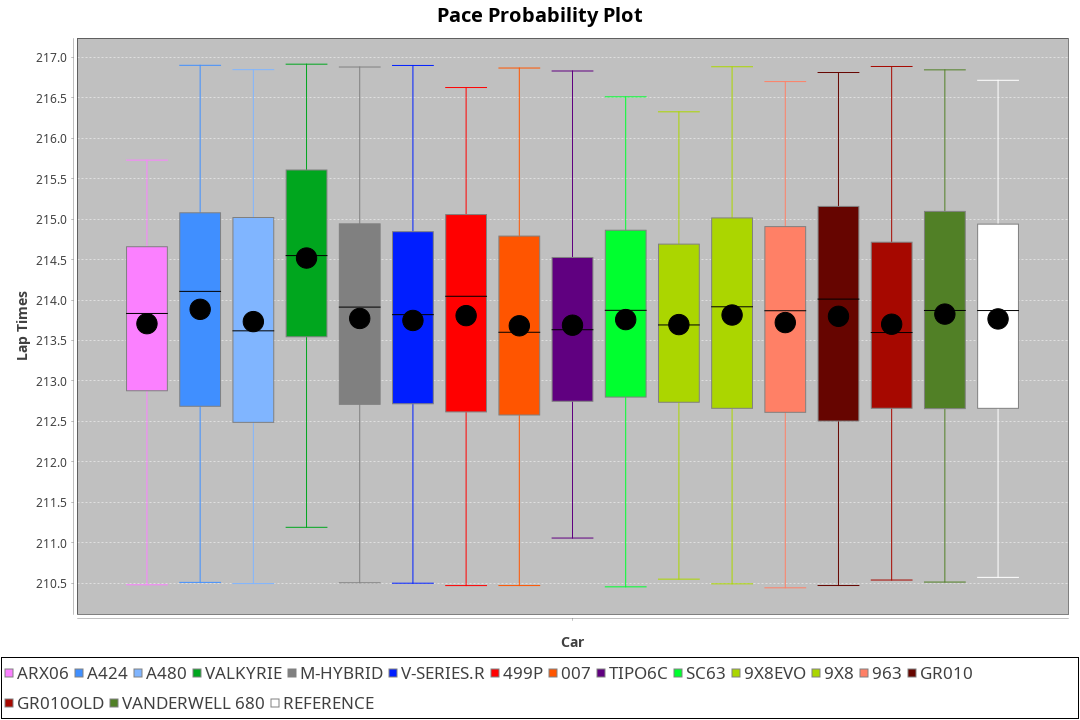 Pace Probability Plot
217.0
216.5
216.0
215.5
215.0
214.5
214.0
213.5
213.0
212.5
212.0
211.5
211.0
210.5
Lap Times
Car
ARX06 A424 A480 VALKYRIE M-HYBRID V-SERIES.R 499P 007 TIPO6C SC63 9X8EVO 9X8 963 GR010
GR010OLD VANDERWELL 680 REFERENCE